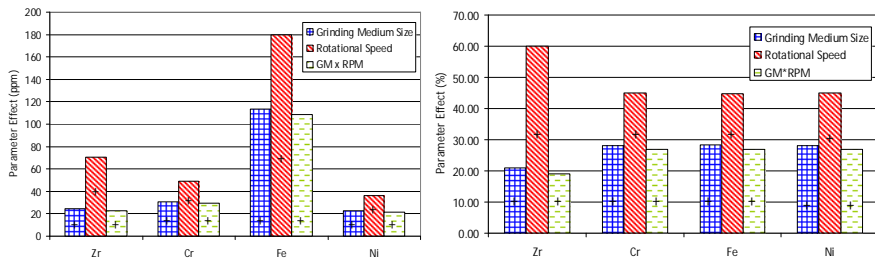 200
180
160
140
120
100
80
60
40
20
0
Parameter Effect (ppm)
Grinding Medium Size
Rotational Speed
GM x RPM
+ + + + + + + + + + + +
Zr Cr Fe Ni
70.00
60.00
50.00
40.00
30.00
20.00
10.00
0.00
Parameter Effect (%)
Grinding Medium Size
Rotational Speed
GM*RPM
+ + + + + + + + + + + +
Zr Cr Fe Ni